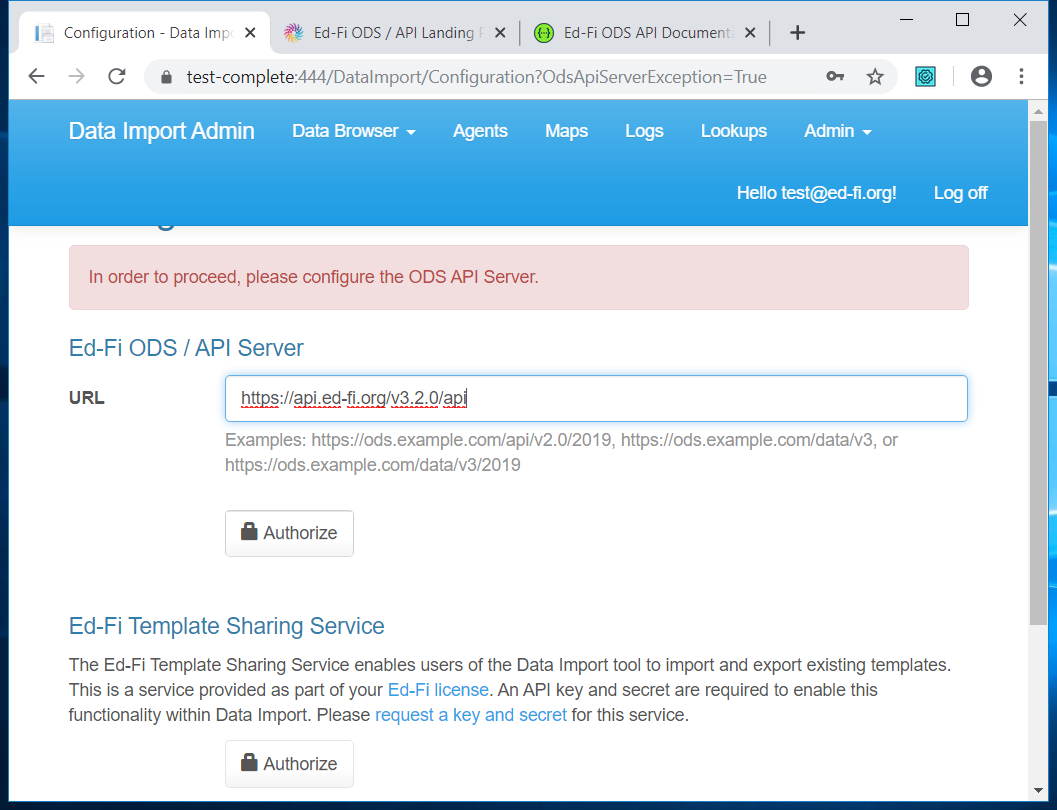 Configuration - Data Imp
Ed-Fi ODS / API Landing
Ed-Fi ODS API Documenta
test-complete:444/DataImport/Configuration?OdsApiServerException=True
Data Import Admin
Data Browser
Agents
Maps
Logs
Lookups
Admin
Hello test@ed-fi.org!
Log off
In order to proceed, please configure the ODS API Server.
Ed-Fi ODS / API Server
URL
https://api.ed-fi.org/v3.2.0/api
Examples: https://ods.example.com/api/v2.0/2019, https://ods.example.com/data/v3, or
https://ods.example.com/data/v3/2019
Authorize
Ed-Fi Template Sharing Service
The Ed-Fi Template Sharing Service enables users of the Data Import tool to import and export existing templates.
This is a service provided as part of your Ed-Fi license. An API key and secret are required to enable this
functionality within Data Import. Please request a key and secret for this service.
Authorize